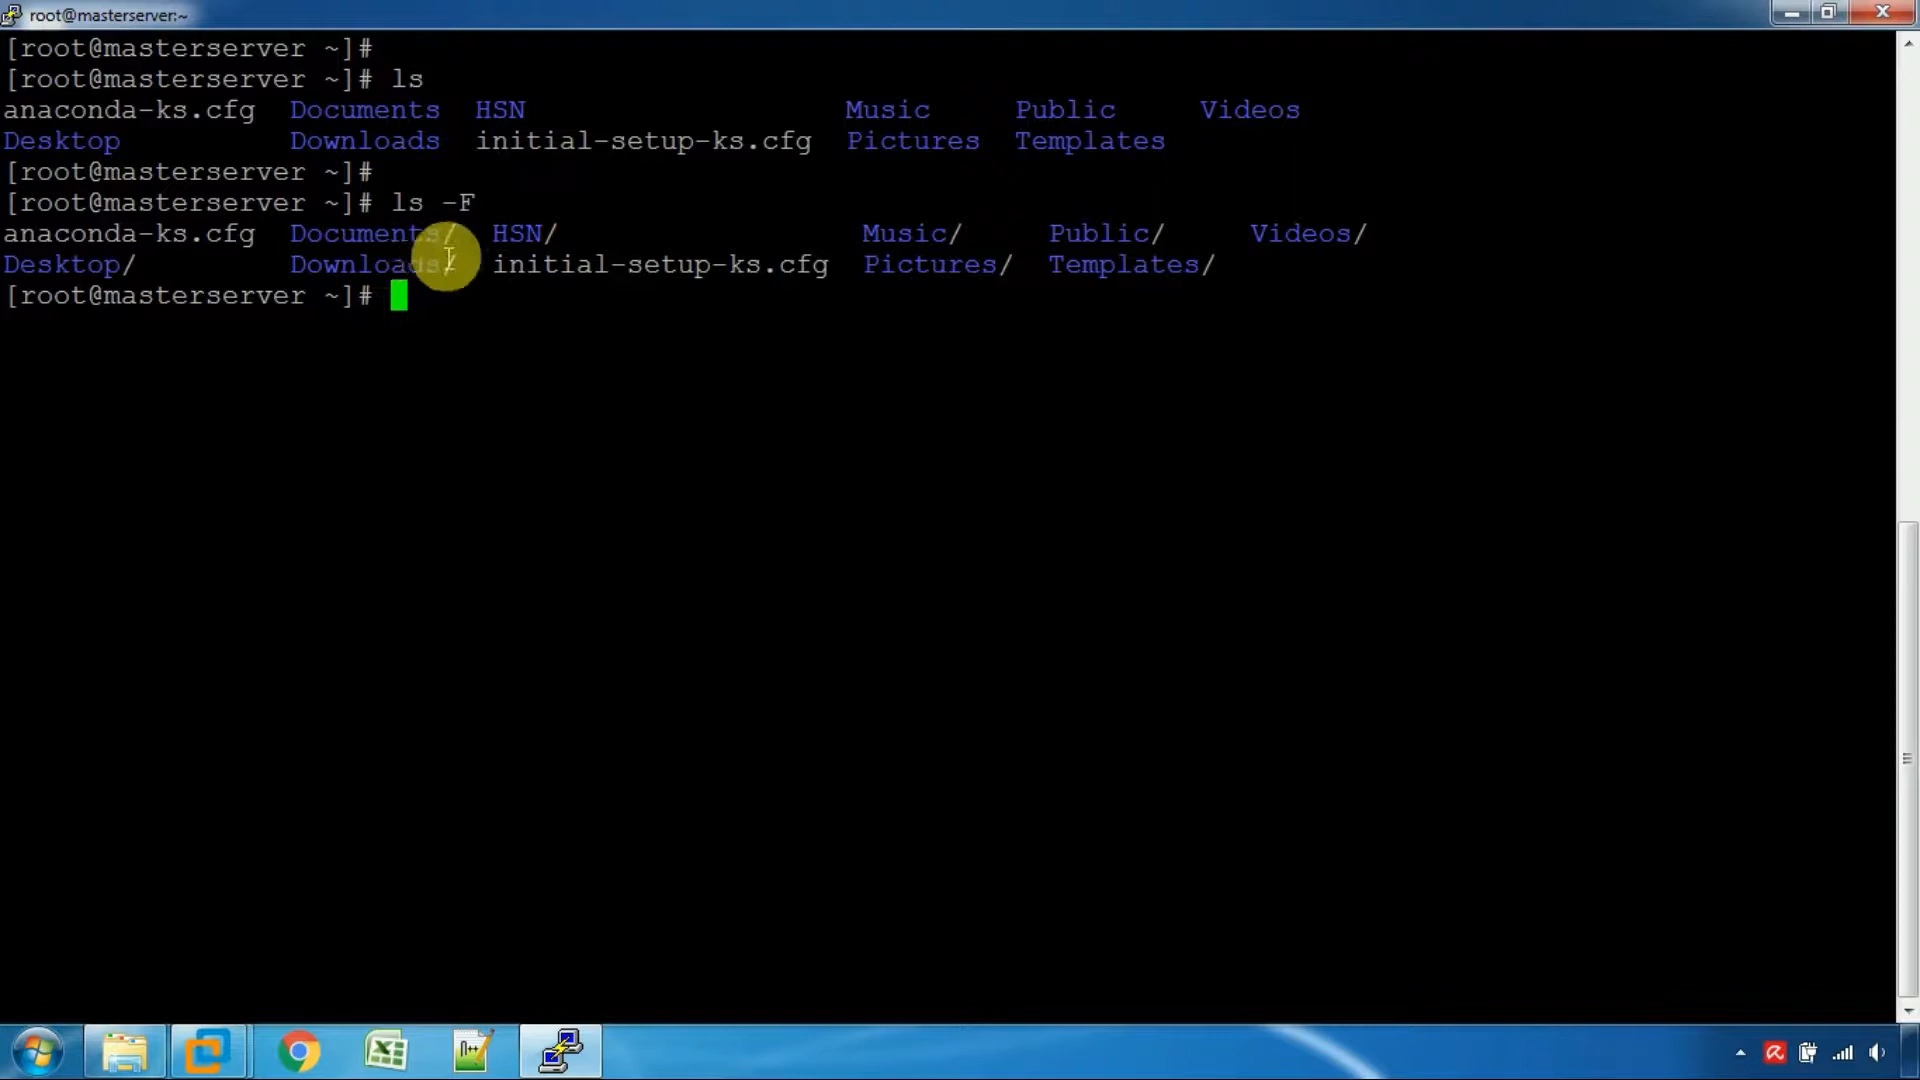 root@masterserver:~
[root@masterserver ~]#
[root@masterserver ~]# ls
anaconda-ks.cfg  Documents  HSN                   Music     Public     Videos
Desktop          Downloads  initial-setup-ks.cfg  Pictures  Templates
[root@masterserver ~]#
[root@masterserver ~]# ls -F
anaconda-ks.cfg  Documents/  HSN/                  Music/     Public/     Videos/
Desktop/         Downloads/  initial-setup-ks.cfg  Pictures/  Templates/
[root@masterserver ~]#